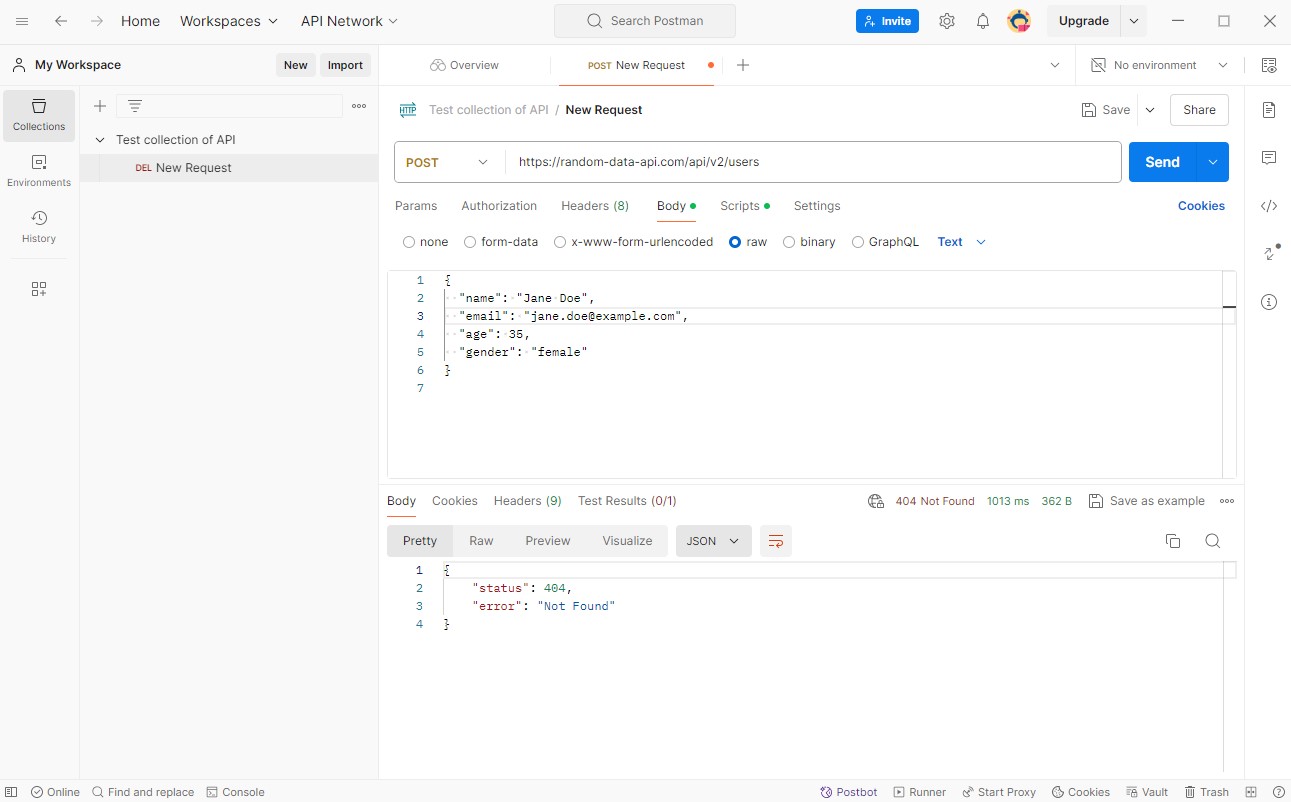 Home Workspaces API Network Search Postman Invite Upgrade
My Workspace New Import Overview POST New Request No environment
Collections
Environments
History
Test collection of API
DEL New Request
HTTP Test collection of API / New Request Save Share
POST https://random-data-api.com/api/v2/users Send
Params Authorization Headers (8) Body Scripts Settings Cookies
none form-data x-www-form-urlencoded raw binary GraphQL Text
1 {
2 "name": "Jane Doe",
3 "email": "jane.doe@example.com",
4 "age": 35,
5 "gender": "female"
6 }
7
Body Cookies Headers (9) Test Results (0/1) 404 Not Found 1013 ms 362 B Save as example
Pretty Raw Preview Visualize JSON
1 {
2 "status": 404,
3 "error": "Not Found"
4 }
Online Find and replace Console Postbot Runner Start Proxy Cookies Vault Trash